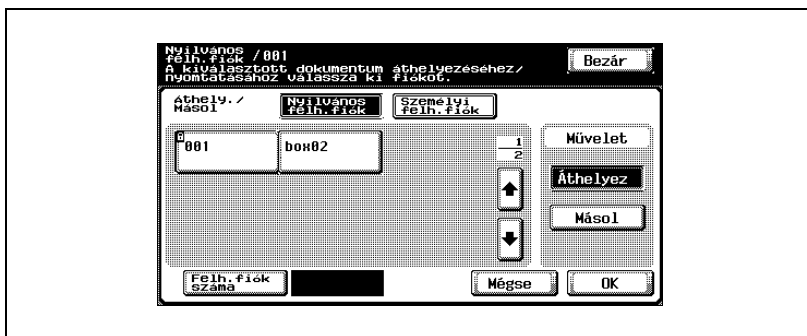 Nyilvános
felh.fiók /001
A kiválasztott dokumentum áthelyezéséhez/
nyomtatásához válassza ki fiókot.
Bezár
Áthely./
Másol
Nyilvános
felh.fiók
Személyi
felh.fiók
001
box02
1
2
Művelet
Áthelyez
Másol
Felh.fiók
száma
Mégse
OK